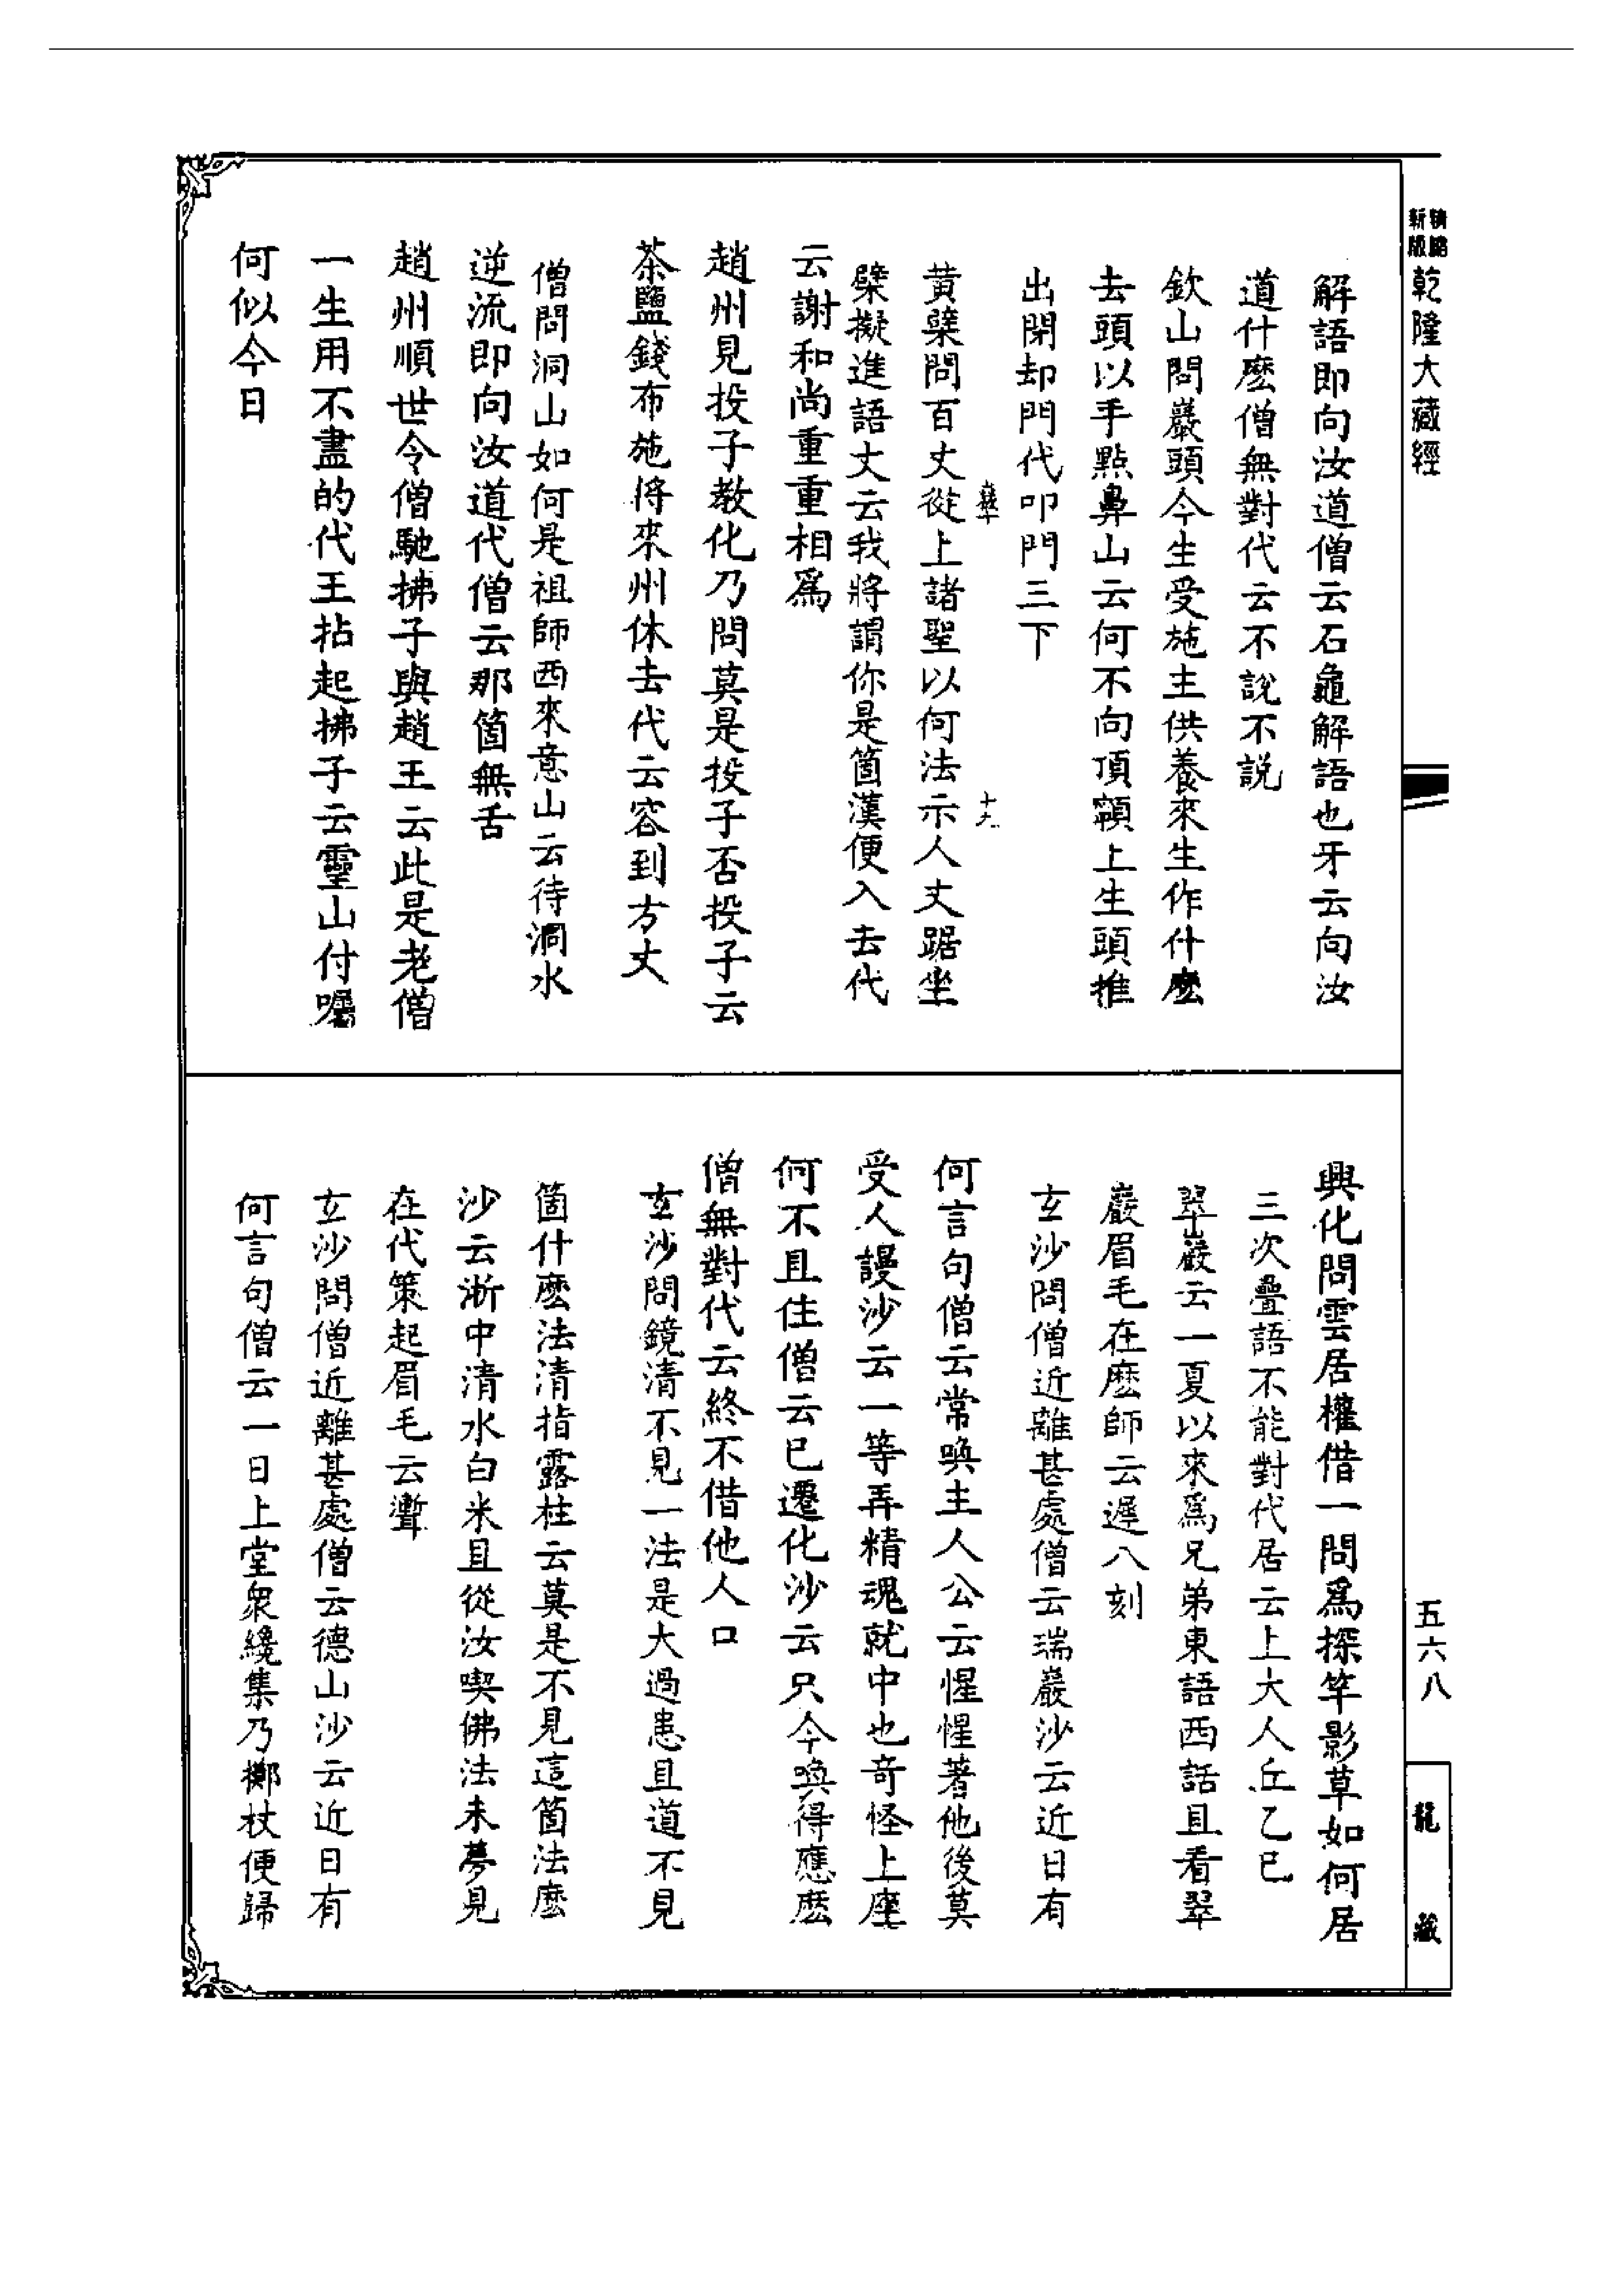 新版
精縮
乾隆大藏經
解語即向汝道僧云石龜解語也牙云向汝
道什麽僧無對代云不說不說
欽山問巖頭今生受施主供養來生作什麽
去頭以手點鼻山云何不向頂𩕳上生頭推
出閉却門代叩門三下
黃檗問百丈從上諸聖以何法示人丈踞坐
檗擬進語丈云我將謂你是箇漢便入去代
云謝和尚重重相爲
趙州見投子教化乃問莫是投子否投子云
茶鹽錢布施將來州休去代云容到方丈
僧問洞山如何是祖師西來意山云待洞水
逆流即向汝道代僧云那箇無舌
趙州順世令僧馳拂子與趙王云此是老僧
一生用不盡的代王拈起拂子云靈山付囑
何似今日
十九
興化問雲居權借一問爲探竿影草如何居
三次疊語不能對代居云上大人丘乙已
翠巖云一夏以來爲兄弟東語西話且看翠
巖眉毛在麽師云遲八刻
玄沙問僧近離甚處僧云瑞巖沙云近日有
何言句僧云常喚主人公云惺惺著他後莫
受人謾沙云一等弄精魂就中也奇怪上座
何不且住僧云已遷化沙云只今喚得應麽
僧無對代云終不借他人口
玄沙問鏡清不見一法是大過患且道不見
箇什麽法清指露柱云莫是不見這箇法麽
沙云浙中清水白米且從汝喫佛法未夢見
在代策起眉毛云聻
玄沙問僧近離甚處僧云德山沙云近日有
何言句僧云一日上堂衆纔集乃擲杖便歸
五六八
龍藏